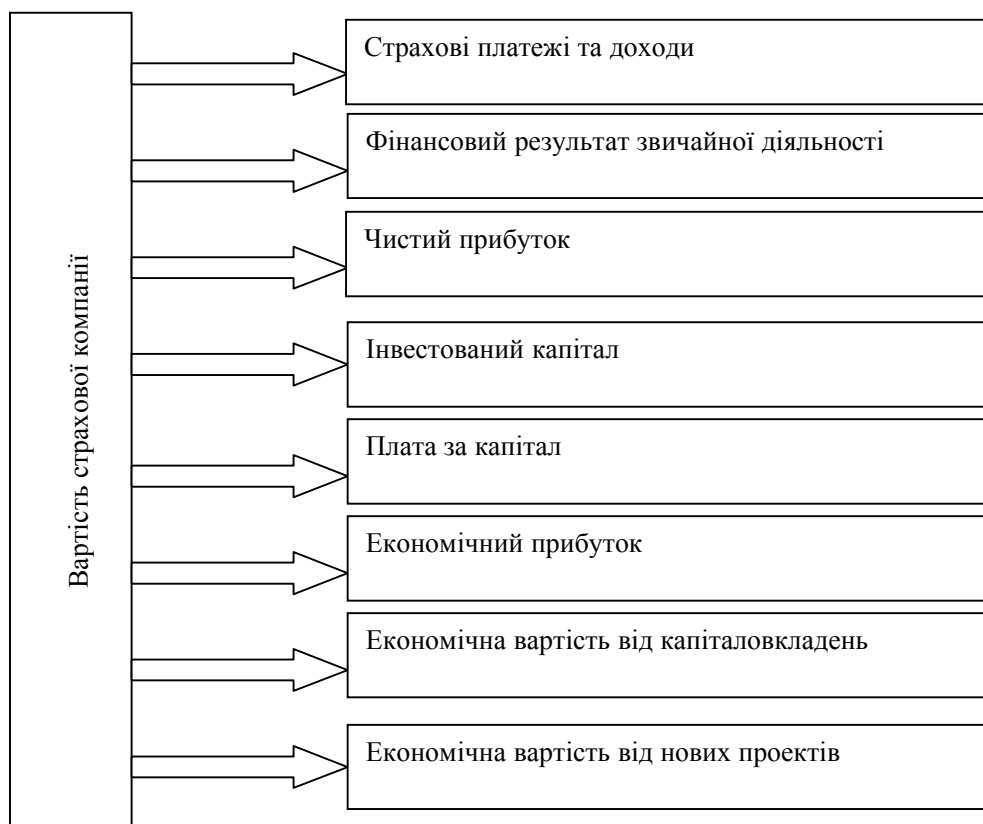 Вартість страхової компанії
Страхові платежі та доходи
Фінансовий результат звичайної діяльності
Чистий прибуток
Інвестований капітал
Плата за капітал
Економічний прибуток
Економічна вартість від капіталовкладень
Економічна вартість від нових проектів